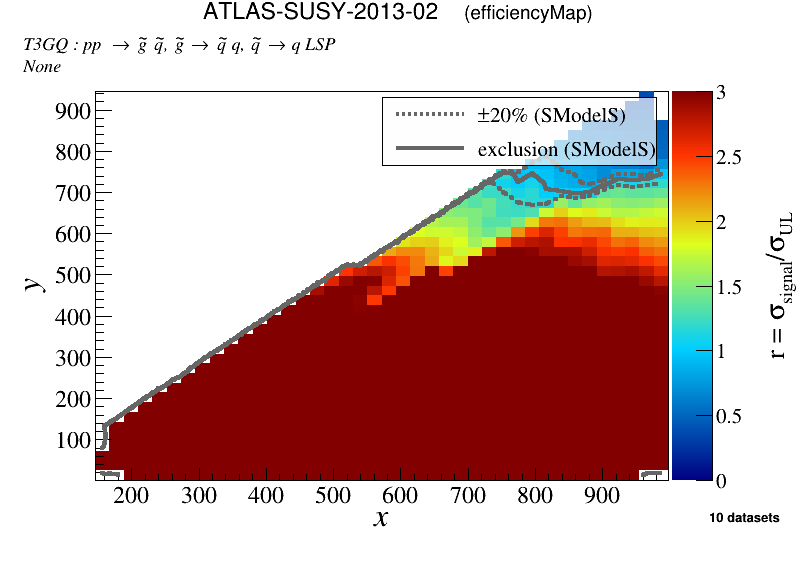 ATLAS-SUSY-2013-02 (efficiencyMap)
T3GQ : pp → g̃ q̃, g̃ → q̃ q, q̃ → q LSP
None
±20% (SModelS)
exclusion (SModelS)
900
800
700
600
500
400
300
200
100
y
200 300 400 500 600 700 800 900
x
3
2.5
2
1.5
1
0.5
0
r = σ_signal/σ_UL
10 datasets